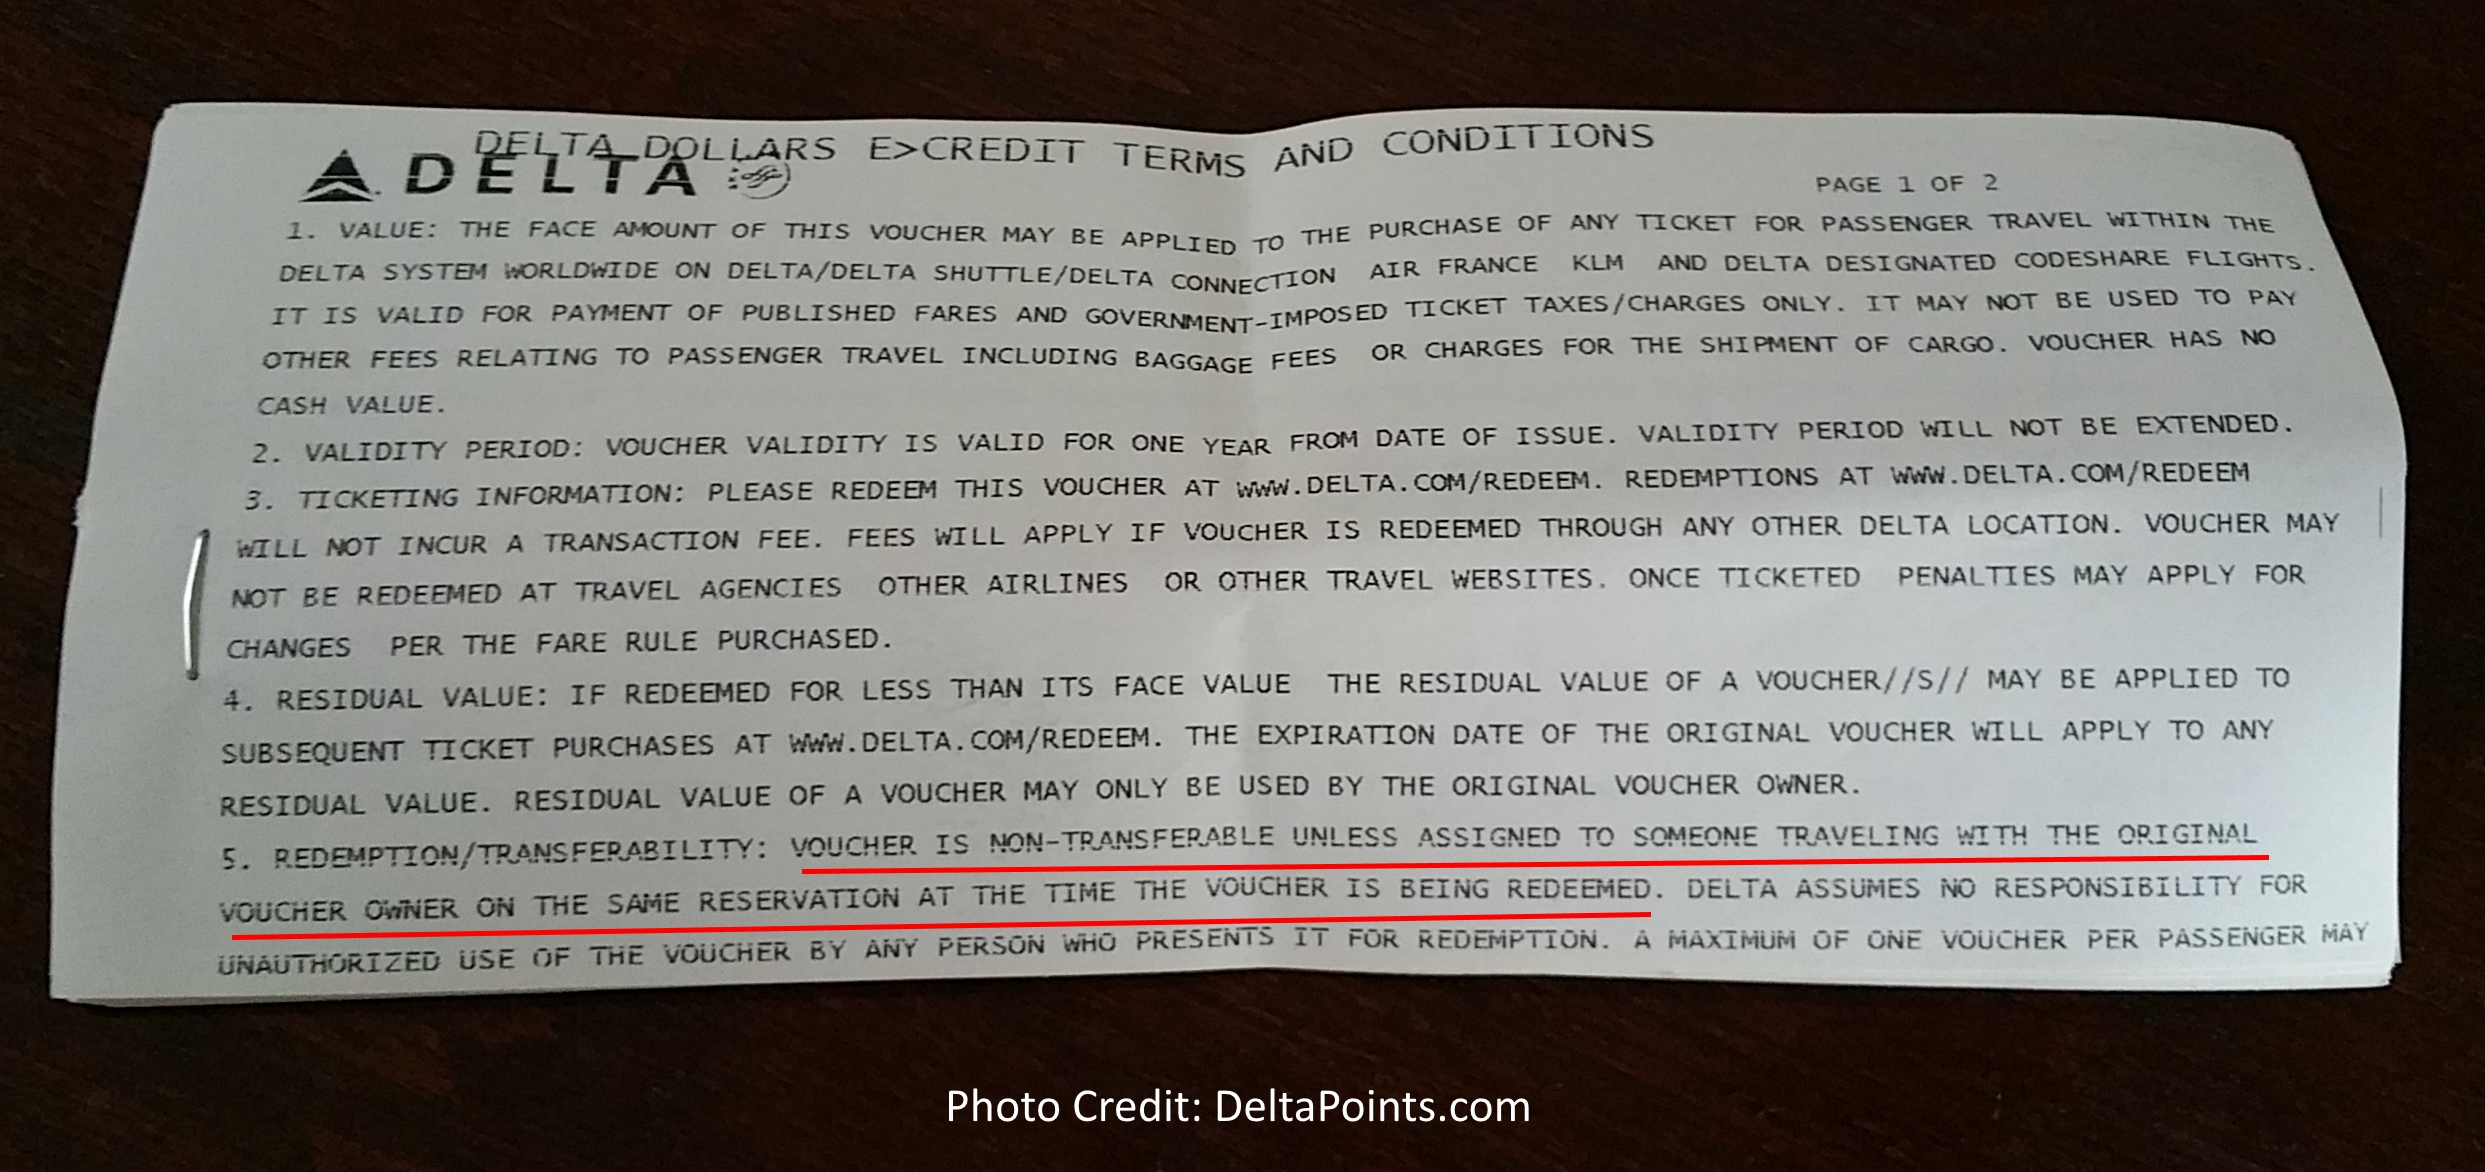 DELTA DOLLARS E>CREDIT TERMS AND CONDITIONS
DELTA
PAGE 1 OF 2
1. VALUE: THE FACE AMOUNT OF THIS VOUCHER MAY BE APPLIED TO THE PURCHASE OF ANY TICKET FOR PASSENGER TRAVEL WITHIN THE
DELTA SYSTEM WORLDWIDE ON DELTA/DELTA SHUTTLE/DELTA CONNECTION AIR FRANCE KLM AND DELTA DESIGNATED CODESHARE FLIGHTS.
IT IS VALID FOR PAYMENT OF PUBLISHED FARES AND GOVERNMENT-IMPOSED TICKET TAXES/CHARGES ONLY. IT MAY NOT BE USED TO PAY
OTHER FEES RELATING TO PASSENGER TRAVEL INCLUDING BAGGAGE FEES OR CHARGES FOR THE SHIPMENT OF CARGO. VOUCHER HAS NO
CASH VALUE.
2. VALIDITY PERIOD: VOUCHER VALIDITY IS VALID FOR ONE YEAR FROM DATE OF ISSUE. VALIDITY PERIOD WILL NOT BE EXTENDED.
3. TICKETING INFORMATION: PLEASE REDEEM THIS VOUCHER AT WWW.DELTA.COM/REDEEM. REDEMPTIONS AT WWW.DELTA.COM/REDEEM
WILL NOT INCUR A TRANSACTION FEE. FEES WILL APPLY IF VOUCHER IS REDEEMED THROUGH ANY OTHER DELTA LOCATION. VOUCHER MAY
NOT BE REDEEMED AT TRAVEL AGENCIES OTHER AIRLINES OR OTHER TRAVEL WEBSITES. ONCE TICKETED PENALTIES MAY APPLY FOR
CHANGES PER THE FARE RULE PURCHASED.
4. RESIDUAL VALUE: IF REDEEMED FOR LESS THAN ITS FACE VALUE THE RESIDUAL VALUE OF A VOUCHER//S// MAY BE APPLIED TO
SUBSEQUENT TICKET PURCHASES AT WWW.DELTA.COM/REDEEM. THE EXPIRATION DATE OF THE ORIGINAL VOUCHER WILL APPLY TO ANY
RESIDUAL VALUE. RESIDUAL VALUE OF A VOUCHER MAY ONLY BE USED BY THE ORIGINAL VOUCHER OWNER.
5. REDEMPTION/TRANSFERABILITY: VOUCHER IS NON-TRANSFERABLE UNLESS ASSIGNED TO SOMEONE TRAVELING WITH THE ORIGINAL
VOUCHER OWNER ON THE SAME RESERVATION AT THE TIME THE VOUCHER IS BEING REDEEMED. DELTA ASSUMES NO RESPONSIBILITY FOR
UNAUTHORIZED USE OF THE VOUCHER BY ANY PERSON WHO PRESENTS IT FOR REDEMPTION. A MAXIMUM OF ONE VOUCHER PER PASSENGER MAY
Photo Credit: DeltaPoints.com